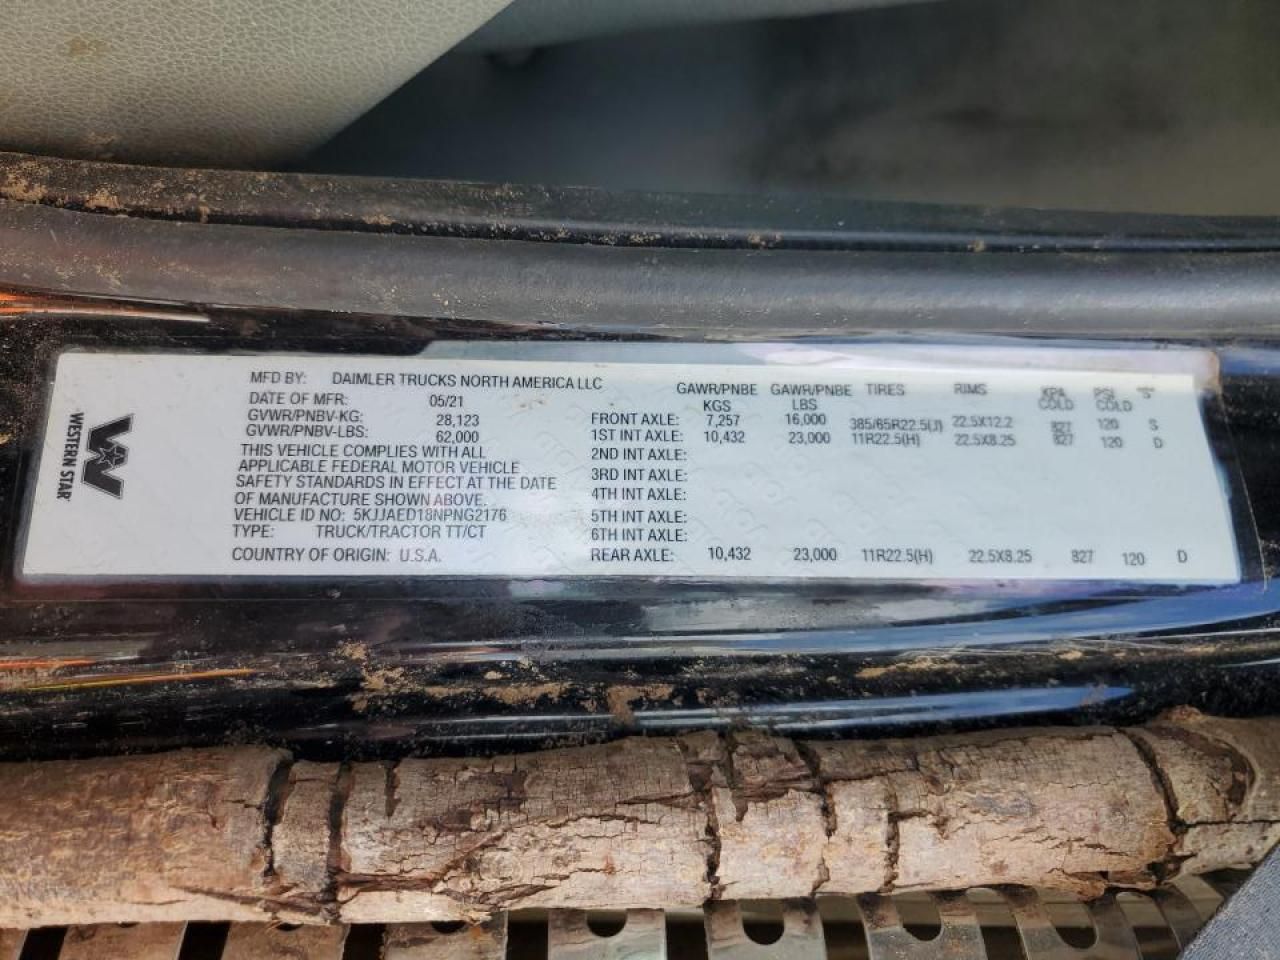 WESTERN STAR
MFD BY: DAIMLER TRUCKS NORTH AMERICA LLC
DATE OF MFR: 05/21
GVWR/PNBV-KG: 28,123
GVWR/PNBV-LBS: 62,000
THIS VEHICLE COMPLIES WITH ALL
APPLICABLE FEDERAL MOTOR VEHICLE
SAFETY STANDARDS IN EFFECT AT THE DATE
OF MANUFACTURE SHOWN ABOVE.
VEHICLE ID NO: 5KJJAED18NPNG2176
TYPE: TRUCK/TRACTOR TT/CT
COUNTRY OF ORIGIN: U.S.A.
GAWR/PNBE GAWR/PNBE TIRES RIMS KPA PSI "S"
KGS LBS COLD COLD
FRONT AXLE: 7,257 16,000 385/65R22.5(J) 22.5X12.2 827 120 S
1ST INT AXLE: 10,432 23,000 11R22.5(H) 22.5X8.25 827 120 D
2ND INT AXLE:
3RD INT AXLE:
4TH INT AXLE:
5TH INT AXLE:
6TH INT AXLE:
REAR AXLE: 10,432 23,000 11R22.5(H) 22.5X8.25 827 120 D